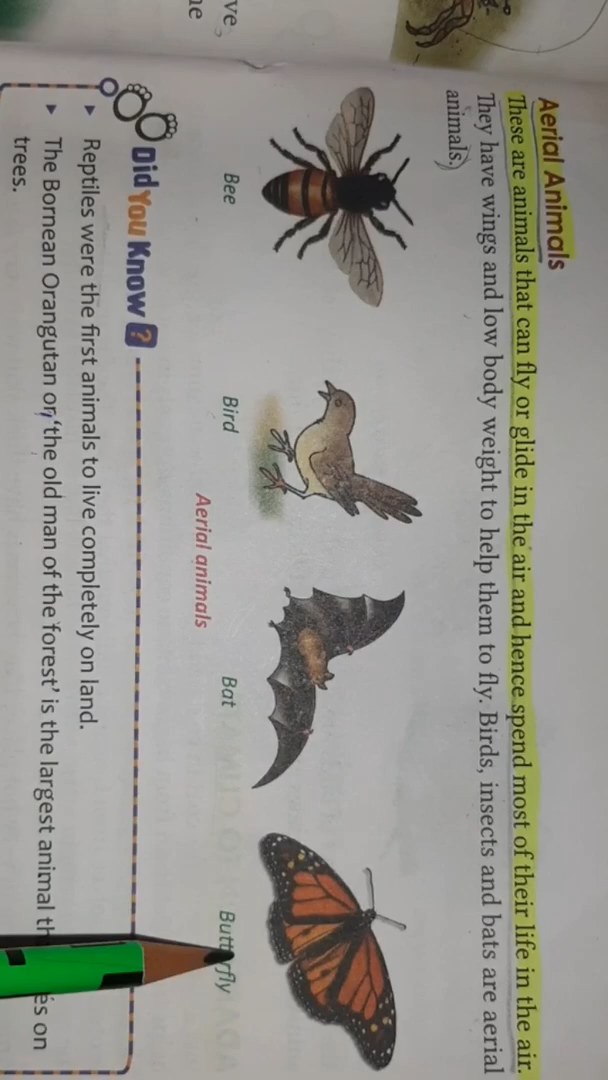 Aerial Animals
These are animals that can fly or glide in the air and hence spend most of their life in the air.
They have wings and low body weight to help them to fly. Birds, insects and bats are aerial
animals.
Bee Bird Bat Butterfly
Aerial animals
Did You Know?
Reptiles were the first animals to live completely on land.
The Bornean Orangutan or 'the old man of the forest' is the largest animal on
trees.